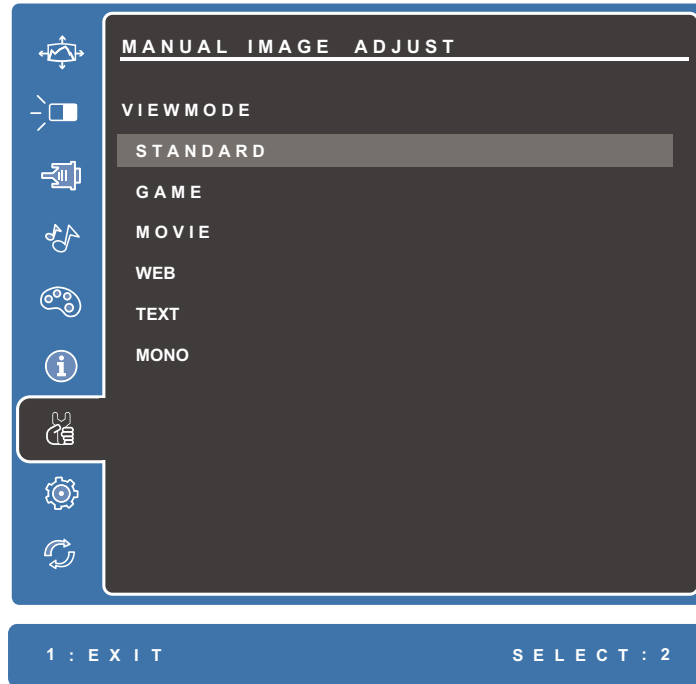 MANUAL IMAGE ADJUST
VIEWMODE
STANDARD
GAME
MOVIE
WEB
TEXT
MONO
1:EXIT SELECT:2